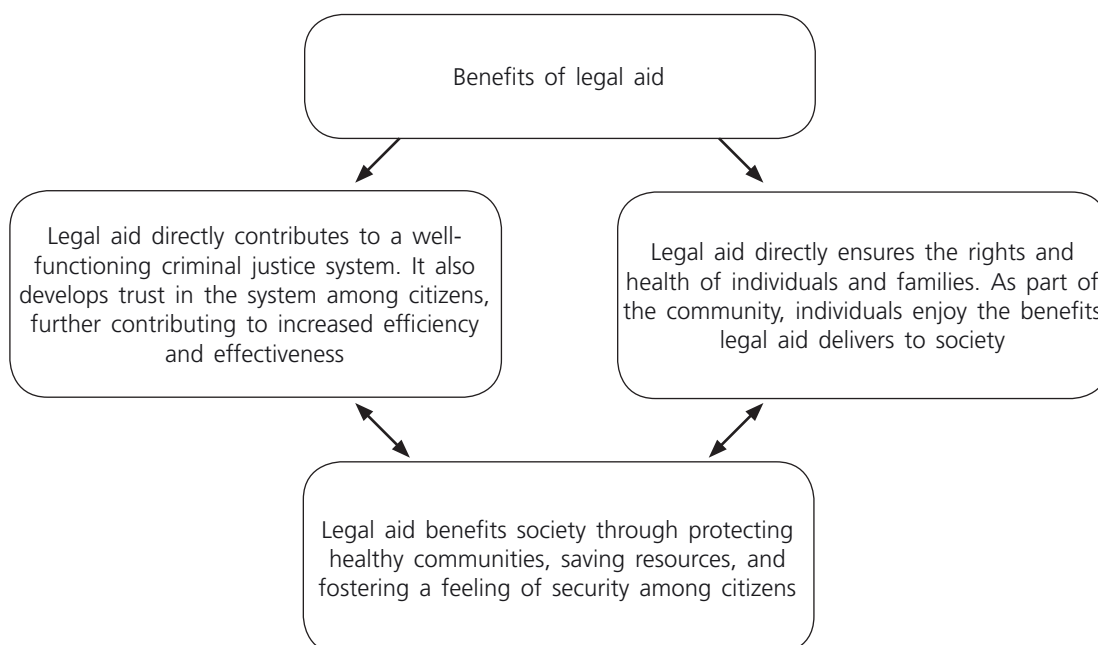 Benefits of legal aid
Legal aid directly contributes to a well-
functioning criminal justice system. It also
develops trust in the system among citizens,
further contributing to increased efficiency
and effectiveness
Legal aid directly ensures the rights and
health of individuals and families. As part of
the community, individuals enjoy the benefits
legal aid delivers to society
Legal aid benefits society through protecting
healthy communities, saving resources, and
fostering a feeling of security among citizens